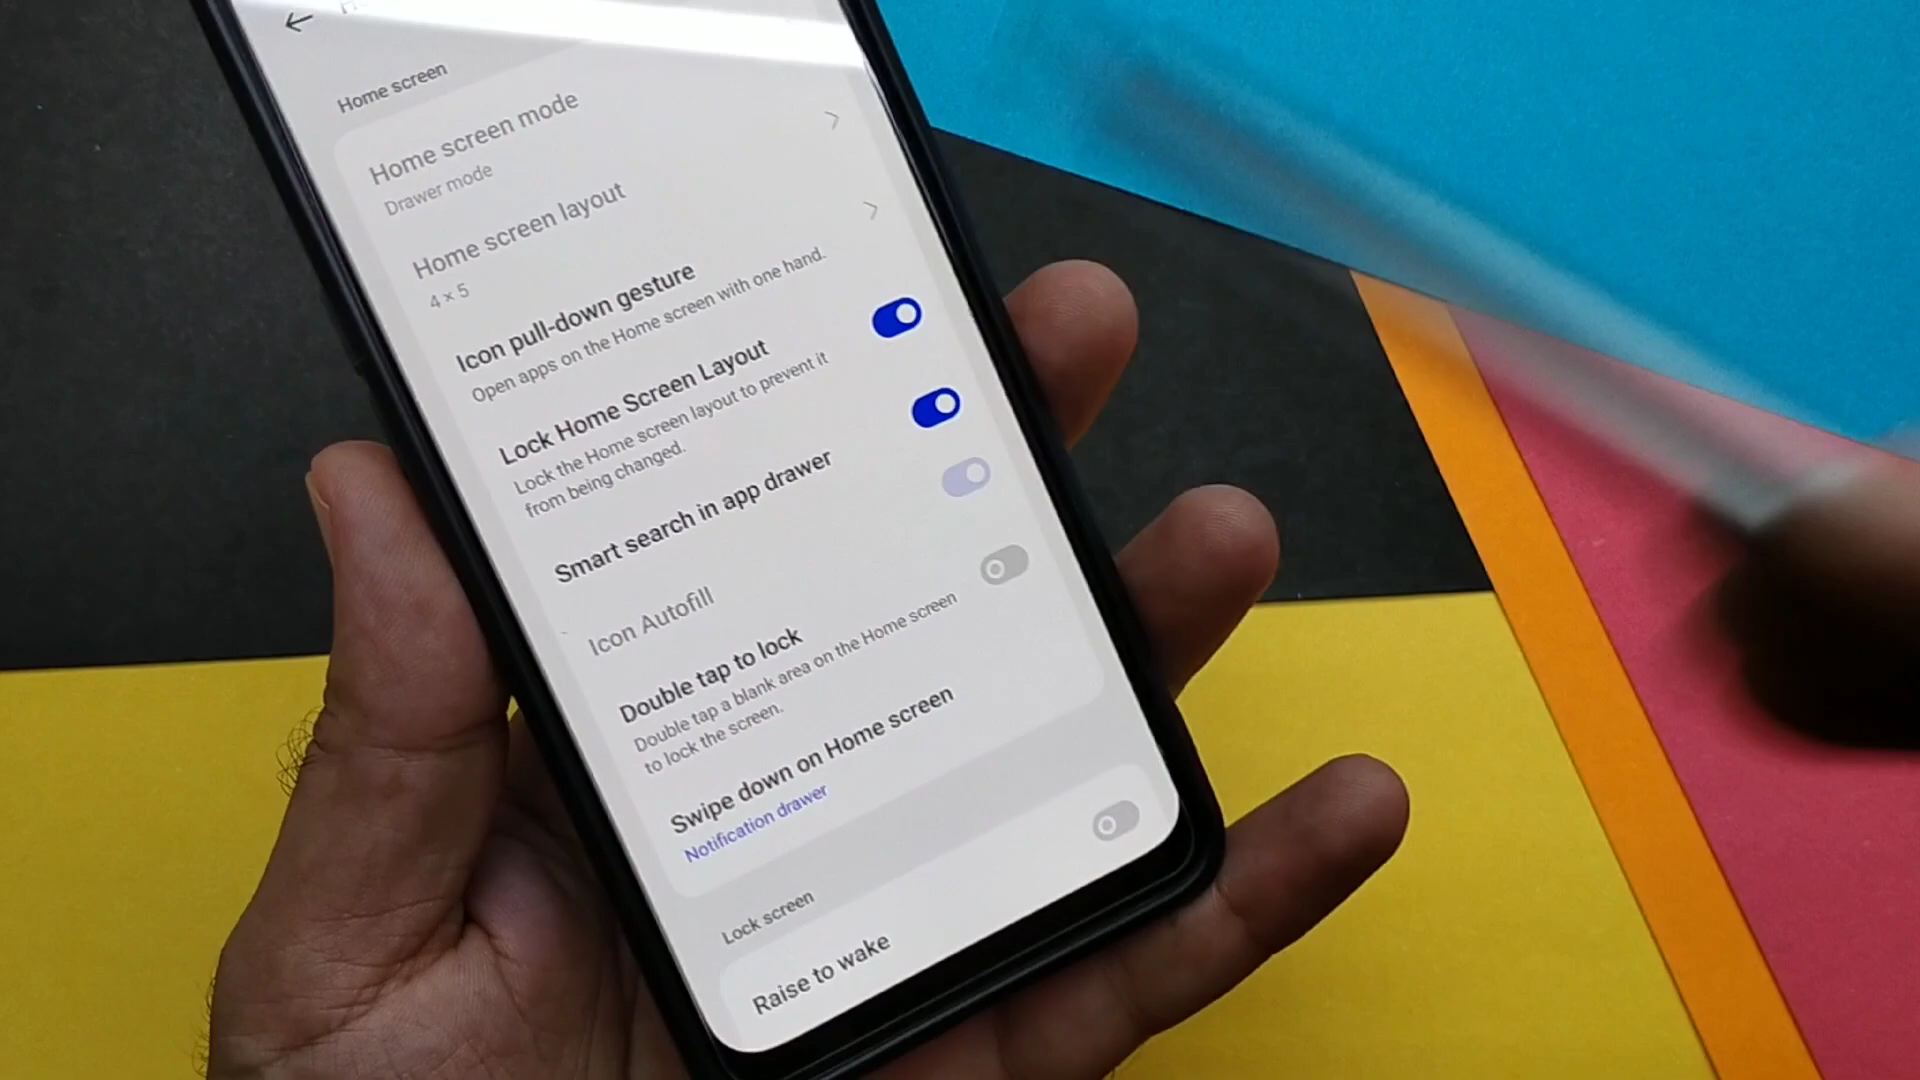 Home screen
Home screen mode
Drawer mode
Home screen layout
4 × 5
Icon pull-down gesture
Open apps on the Home screen with one hand.
Lock Home Screen Layout
Lock the Home screen layout to prevent it
from being changed.
Smart search in app drawer
Icon Autofill
Double tap to lock
Double tap a blank area on the Home screen
to lock the screen.
Swipe down on Home screen
Notification drawer
Lock screen
Raise to wake